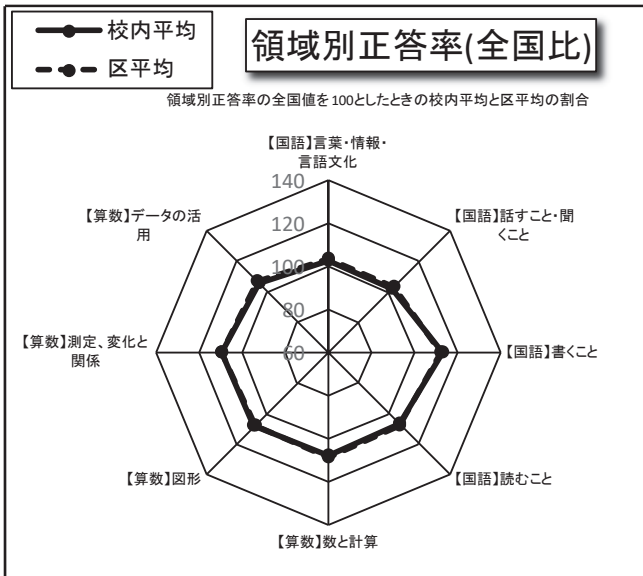 校内平均
区平均
領域別正答率(全国比)
領域別正答率の全国値を100としたときの校内平均と区平均の割合
【国語】言葉・情報・
言語文化
【国語】話すこと・聞
くこと
【国語】書くこと
【国語】読むこと
【算数】数と計算
【算数】図形
【算数】測定、変化と
関係
【算数】データの活
用
140
120
100
80
60